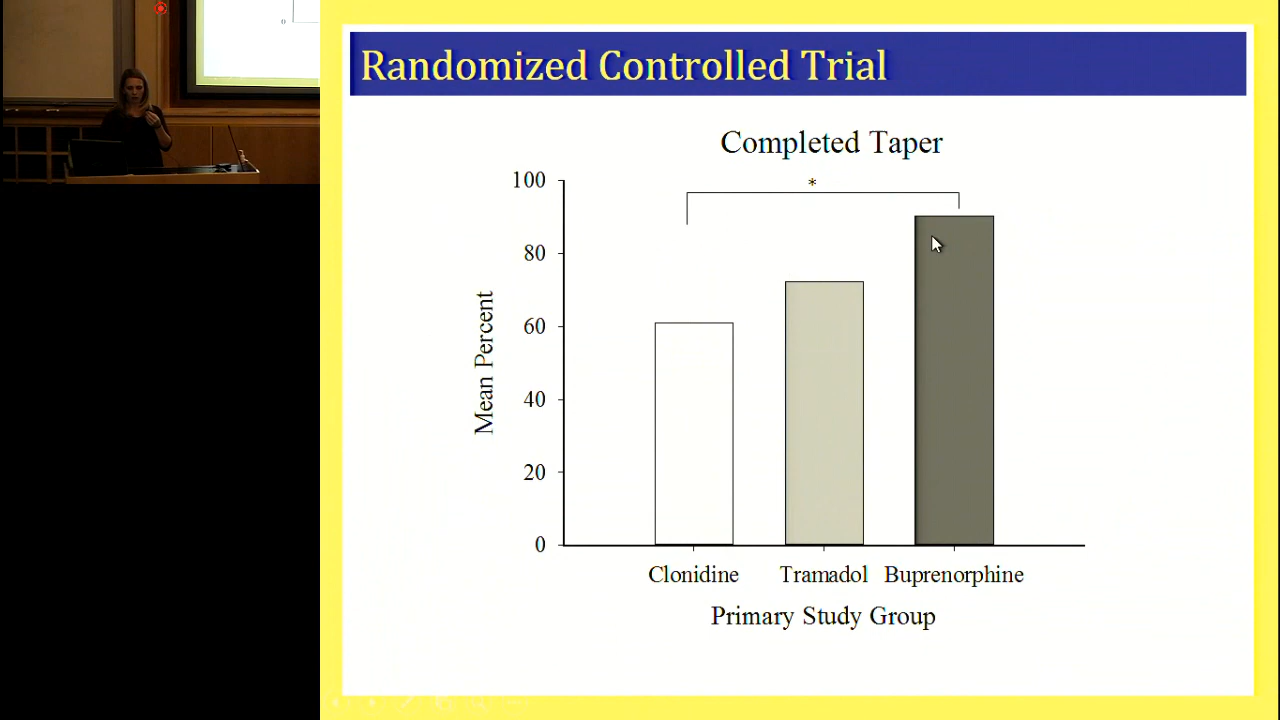 Randomized Controlled Trial
Completed Taper
*
100
80
60
40
20
0
Mean Percent
Clonidine Tramadol Buprenorphine
Primary Study Group
0